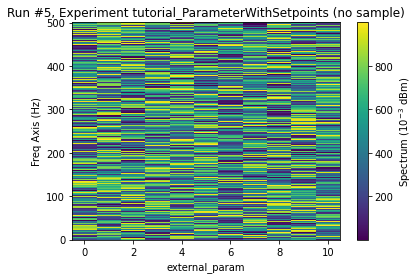 Run #5, Experiment tutorial_ParameterWithSetpoints (no sample)
500
400
300
200
100
0
Freq Axis (Hz)
0 2 4 6 8 10
external_param
800
600
400
200
Spectrum (10⁻³ dBm)